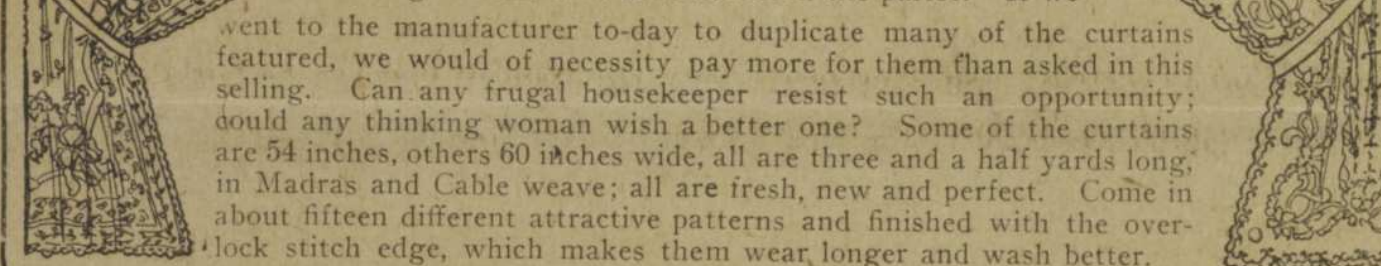 went to the manufacturer to-day to duplicate many of the curtains
featured, we would of necessity pay more for them than asked in this
selling. Can any frugal housekeeper resist such an opportunity;
could any thinking woman wish a better one? Some of the curtains
are 54 inches, others 60 inches wide, all are three and a half yards long,
in Madras and Cable weave; all are fresh, new and perfect. Come in
about fifteen different attractive patterns and finished with the over-
lock stitch edge, which makes them wear longer and wash better.